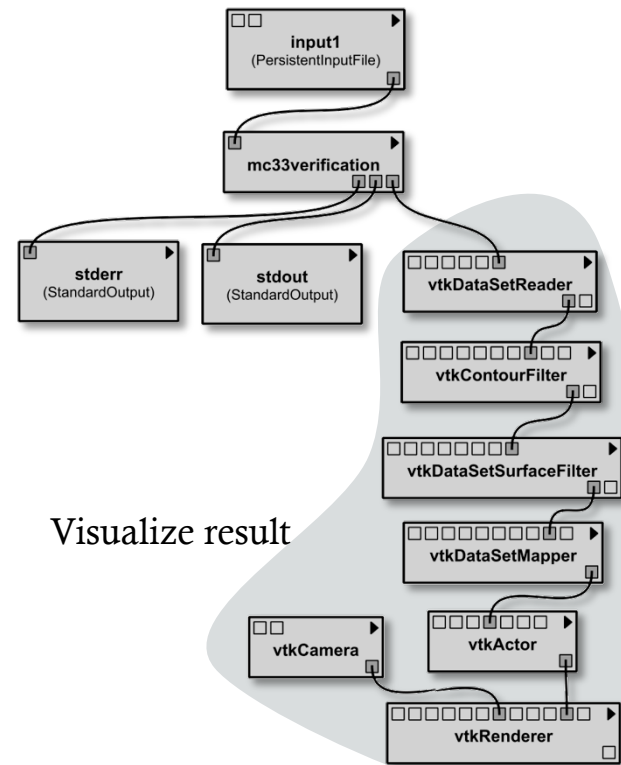 input1
(PersistentInputFile)
mc33verification
stderr
(StandardOutput)
stdout
(StandardOutput)
vtkDataSetReader
vtkContourFilter
vtkDataSetSurfaceFilter
Visualize result
vtkDataSetMapper
vtkCamera
vtkActor
vtkRenderer